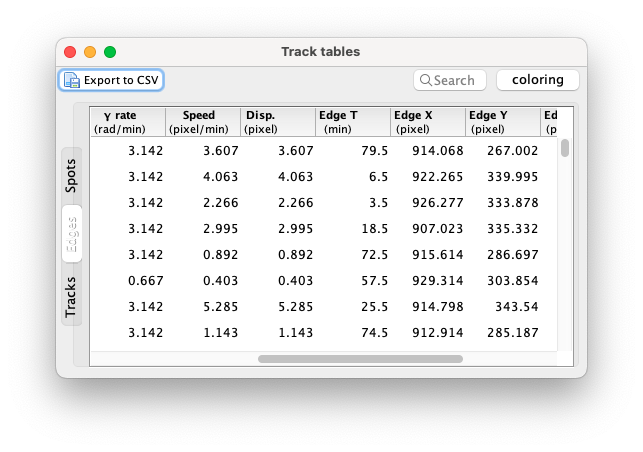 Track tables
Export to CSV
Search
coloring
Spots
Edges
Tracks
γ rate Speed Disp. Edge T Edge X Edge Y Ed
(rad/min) (pixel/min) (pixel) (min) (pixel) (pixel) (p
3.142 3.607 3.607 79.5 914.068 267.002
3.142 4.063 4.063 6.5 922.265 339.995
3.142 2.266 2.266 3.5 926.277 333.878
3.142 2.995 2.995 18.5 907.023 335.332
3.142 0.892 0.892 72.5 915.614 286.697
0.667 0.403 0.403 57.5 929.314 303.854
3.142 5.285 5.285 25.5 914.798 343.54
3.142 1.143 1.143 74.5 912.914 285.187